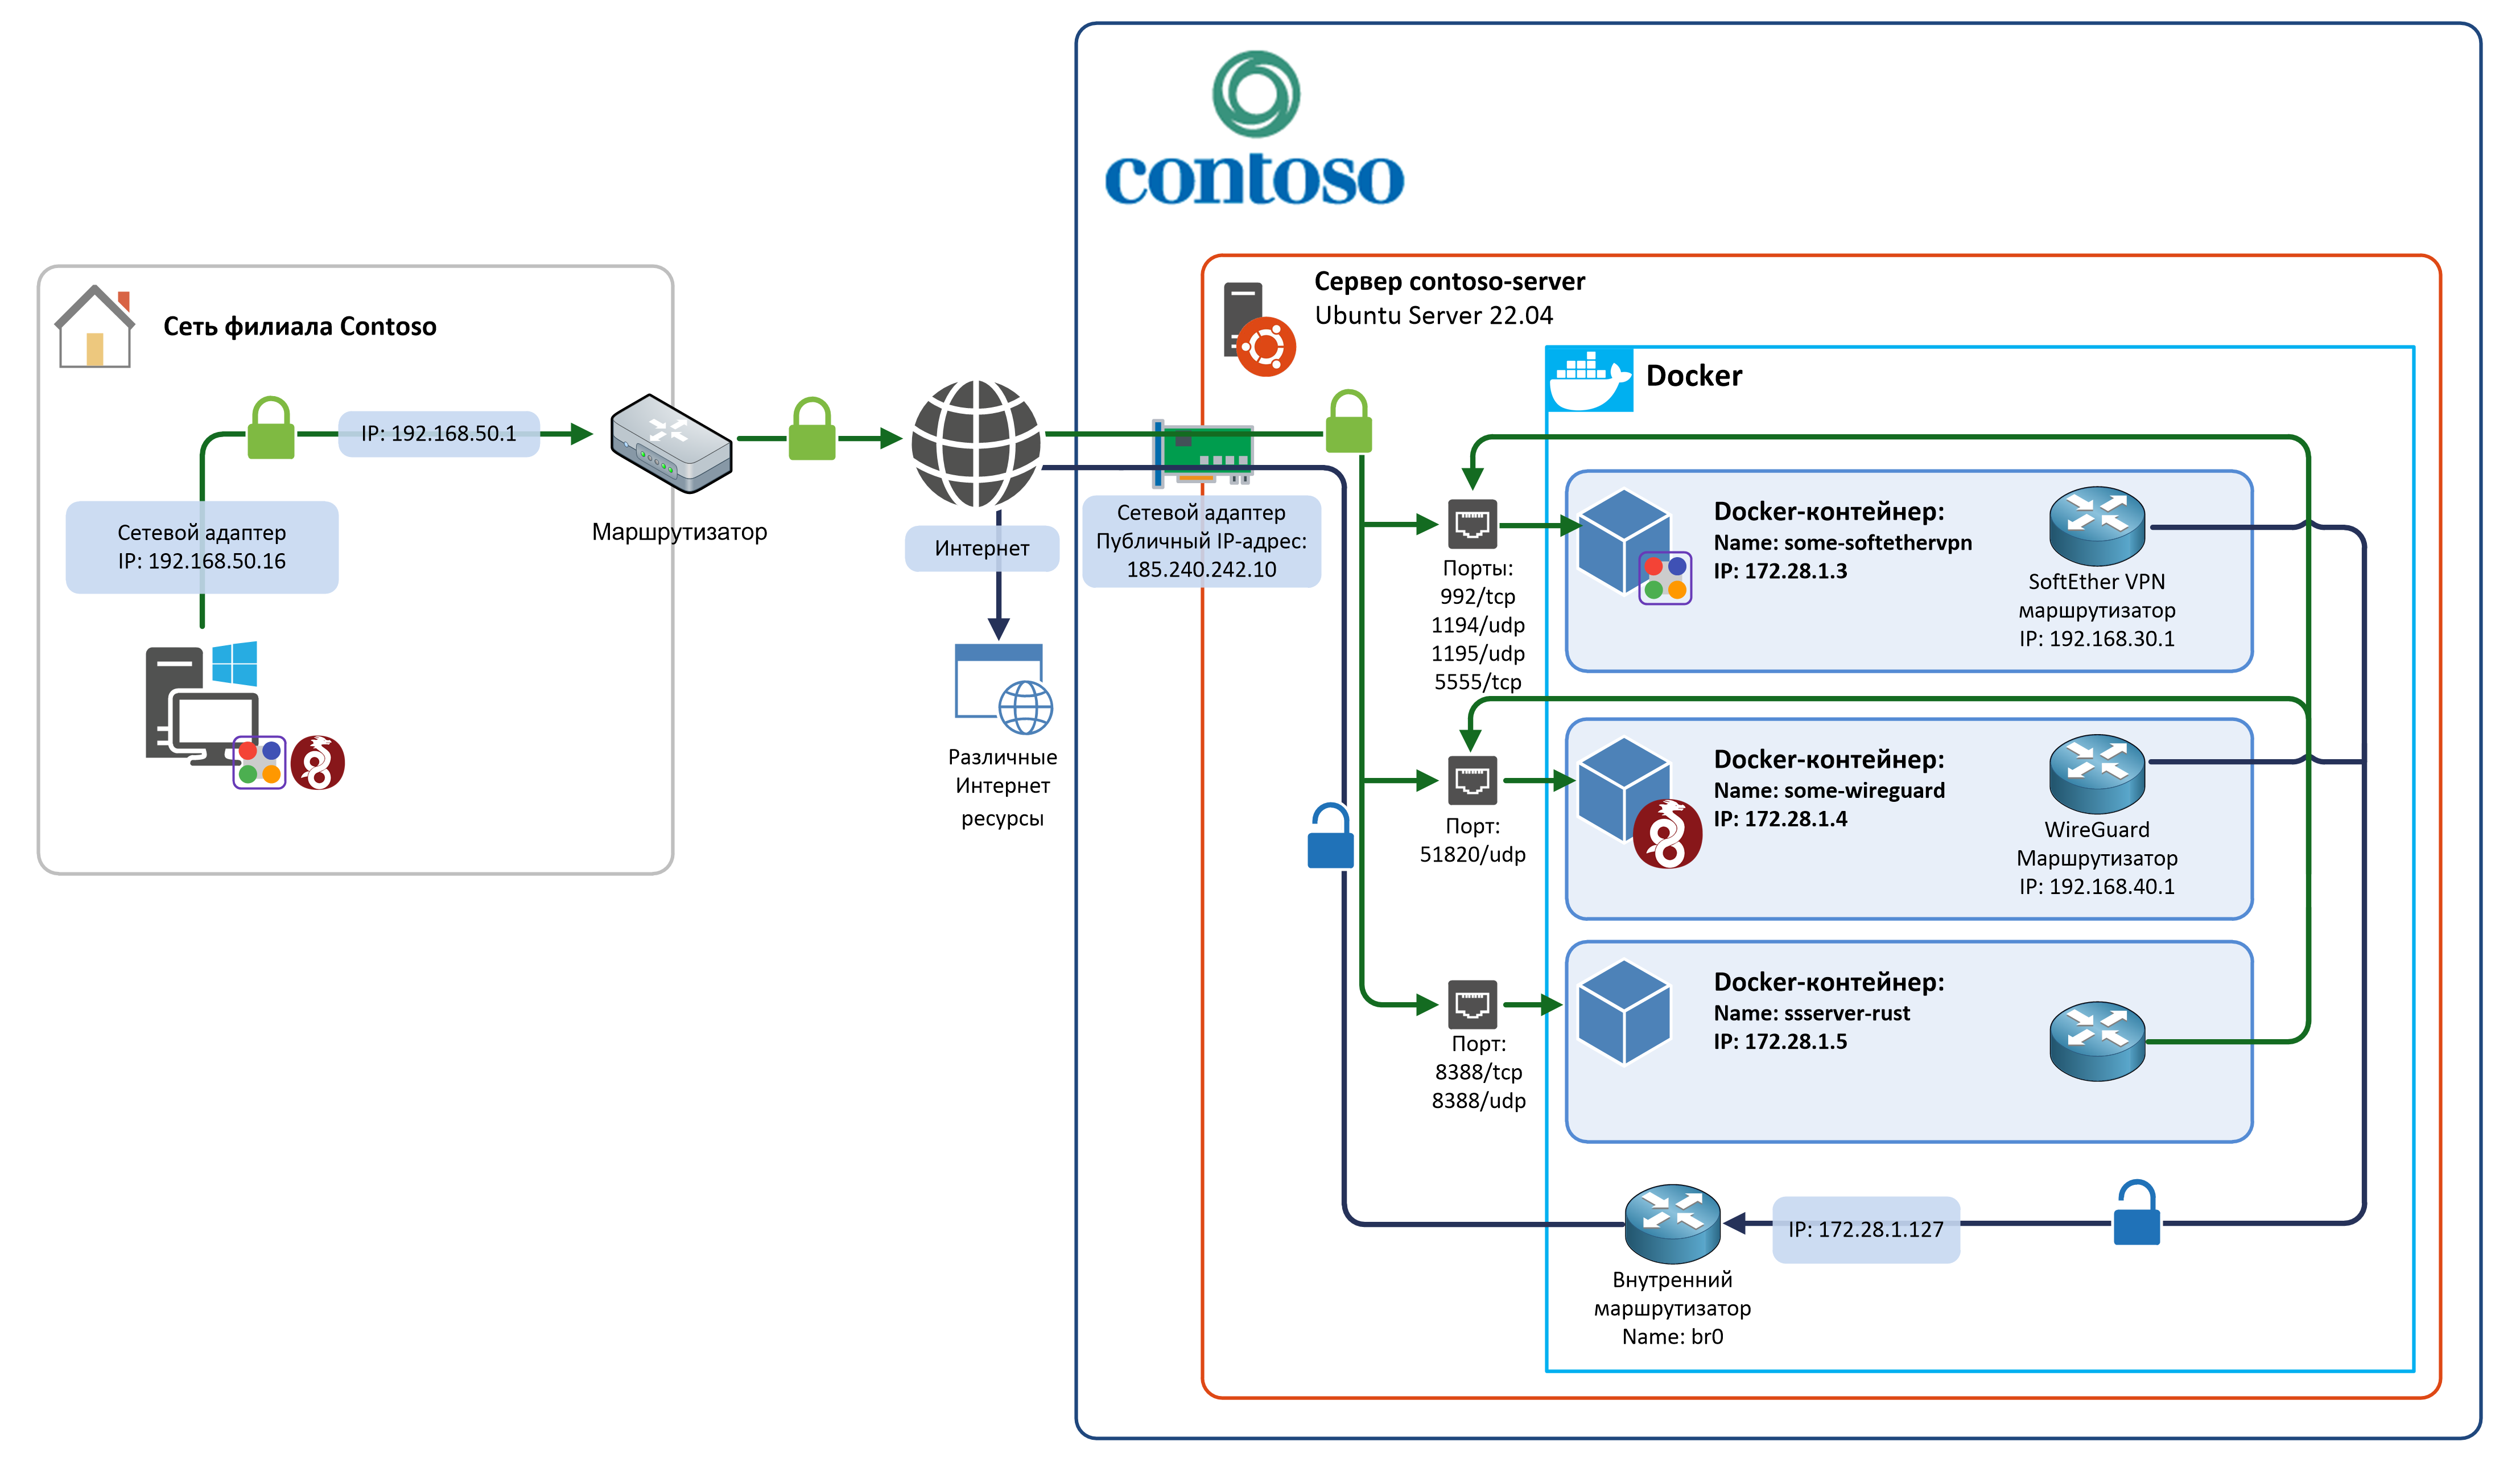 contoso
Сеть филиала Contoso
IP: 192.168.50.1
Сетевой адаптер
IP: 192.168.50.16
Маршрутизатор
Интернет
Различные
Интернет
ресурсы
Сетевой адаптер
Публичный IP-адрес:
185.240.242.10
Сервер contoso-server
Ubuntu Server 22.04
Docker
Порты:
992/tcp
1194/udp
1195/udp
5555/tcp
Docker-контейнер:
Name: some-softethervpn
IP: 172.28.1.3
SoftEther VPN
маршрутизатор
IP: 192.168.30.1
Порт:
51820/udp
Docker-контейнер:
Name: some-wireguard
IP: 172.28.1.4
WireGuard
Маршрутизатор
IP: 192.168.40.1
Порт:
8388/tcp
8388/udp
Docker-контейнер:
Name: ssserver-rust
IP: 172.28.1.5
IP: 172.28.1.127
Внутренний
маршрутизатор
Name: br0